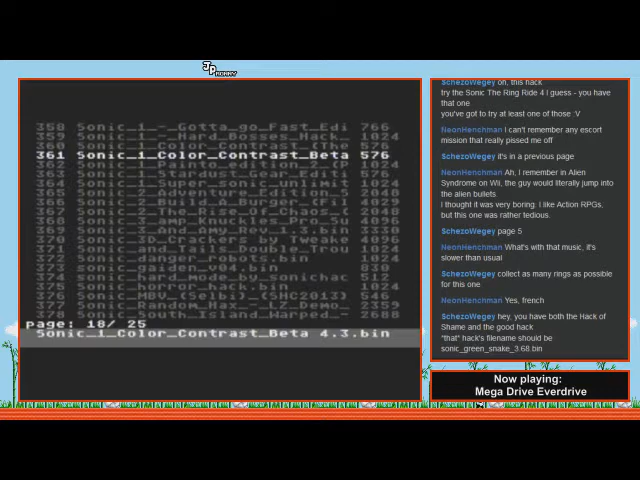 JP
RONNY
358 Sonic_1_-_Gotta_go_Fast_Edi 766
359 Sonic_1_-_Hard_Bosses_Hack_ 1024
360 Sonic_1_Color_Contrast_(The 576
361 Sonic_1_Color_Contrast_Beta 576
362 Sonic_1_Painting_Edition_2_(P 1024
363 Sonic_1_Stardust_Gear_Editi 576
364 Sonic_1_Super_sonic_unlimit 1024
365 Sonic_2_Adventure_Edition_5 2048
366 Sonic_2_Build_A_Burger_(Fil 4029
367 Sonic_2_The_Rise_Of_Chaos_( 2048
368 Sonic_3_amp_Knuckles_Pro_5u 4096
369 Sonic_3_And_Amy_Rev_1.3.bin 3330
370 Sonic_3D_Crackers by Tweake 4096
371 Sonic_and_Tails_Double_Trou 1024
372 Sonic_danger_robots.bin 1024
373 sonic_gaiden_v04.bin 830
374 Sonic_hard_mode_by_sonichac 512
375 Sonic_horror_hack.bin 1024
376 Sonic_MBV_(Selbi)_(SHC2013) 546
377 Sonic_Random_Hax_-_LZ_Demo_ 2359
378 Sonic_South_Island_Warped_- 2688
Page: 18/ 25
Sonic_1_Color_Contrast_Beta 4.3.bin
SchezoWegey oh, this hack
try the Sonic The Ring Ride 4 I guess - you have
that one
you've got to try at least one of those :V
NeonHenchman I can't remember any escort
mission that really pissed me off
SchezoWegey it's in a previous page
NeonHenchman Ah, I remember in Alien
Syndrome on Wii, the guy would literally jump into
the alien bullets
I thought it was very boring. I like Action RPGs,
but this one was rather tedious.
SchezoWegey page 5
NeonHenchman What's with that music, it's
slower than usual
SchezoWegey collect as many rings as possible
for this one
NeonHenchman Yes, french
SchezoWegey hey, you have both the Hack of
Shame and the good hack
*that* hack's filename should be
sonic_green_snake_3.68.bin
Now playing:
Mega Drive Everdrive